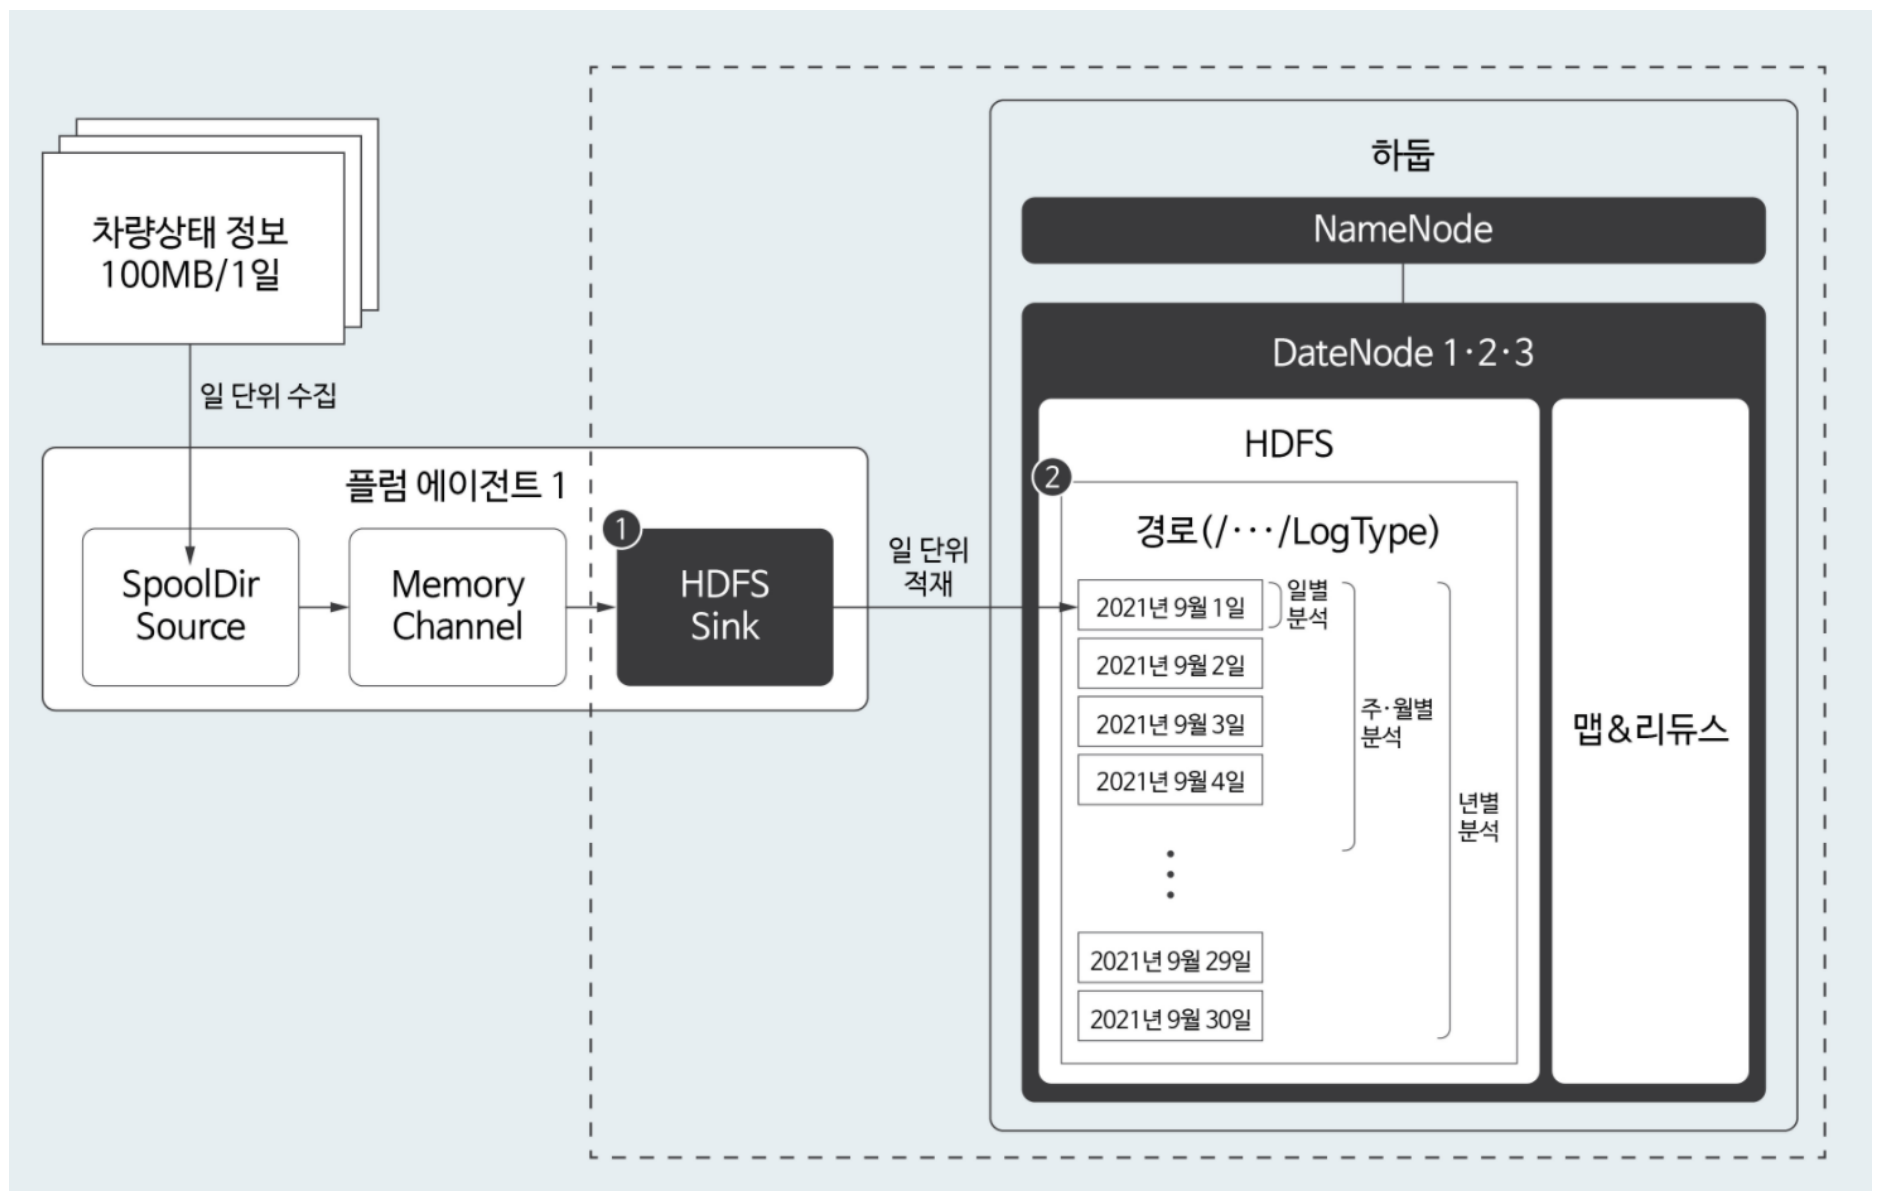 차량상태 정보
100MB/1일
일 단위 수집
플럼 에이전트 1
SpoolDir
Source
Memory
Channel
1
HDFS
Sink
일 단위
적재
하둡
NameNode
DateNode 1·2·3
HDFS
2
경로(/···/LogType)
2021년 9월 1일
2021년 9월 2일
2021년 9월 3일
2021년 9월 4일
2021년 9월 29일
2021년 9월 30일
일별
분석
주·월별
분석
년별
분석
맵&리듀스